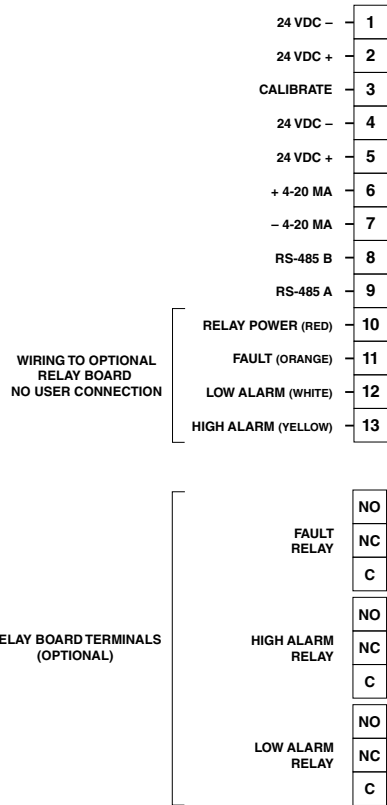 24 VDC – 1
24 VDC + 2
CALIBRATE 3
24 VDC – 4
24 VDC + 5
+ 4-20 MA 6
– 4-20 MA 7
RS-485 B 8
RS-485 A 9
WIRING TO OPTIONAL
RELAY BOARD
NO USER CONNECTION
RELAY POWER (RED) 10
FAULT (ORANGE) 11
LOW ALARM (WHITE) 12
HIGH ALARM (YELLOW) 13
ELAY BOARD TERMINALS
(OPTIONAL)
FAULT
RELAY
NO
NC
C
HIGH ALARM
RELAY
NO
NC
C
LOW ALARM
RELAY
NO
NC
C